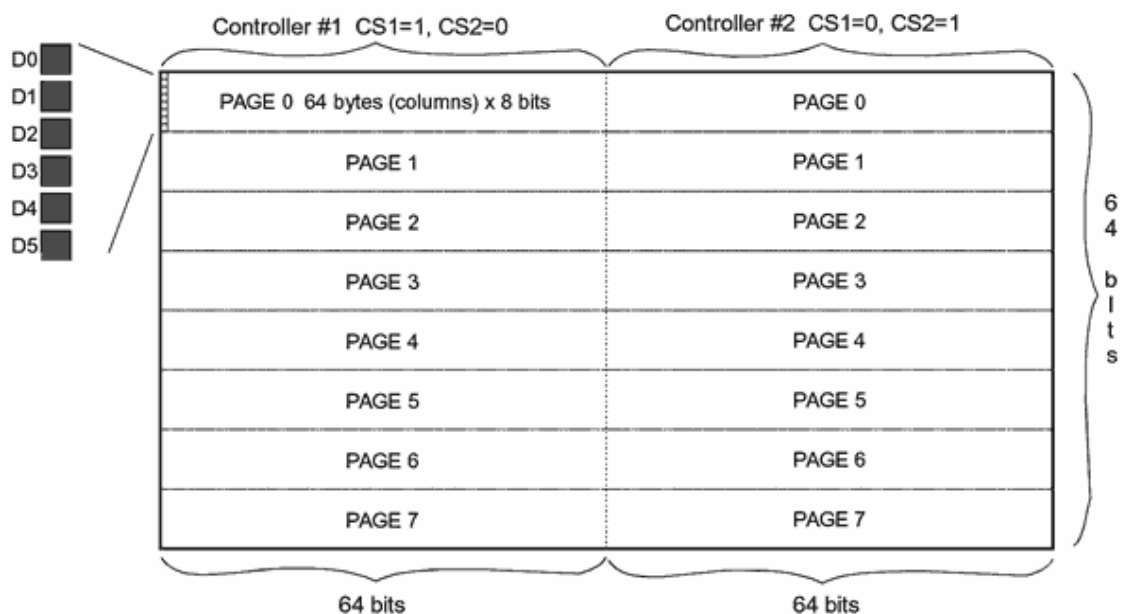 Controller #1 CS1=1, CS2=0
Controller #2 CS1=0, CS2=1
D0
D1
D2
D3
D4
D5
PAGE 0 64 bytes (columns) x 8 bits
PAGE 0
PAGE 1
PAGE 1
PAGE 2
PAGE 2
PAGE 3
PAGE 3
PAGE 4
PAGE 4
PAGE 5
PAGE 5
PAGE 6
PAGE 6
PAGE 7
PAGE 7
64 bIts
64 bits
64 bits